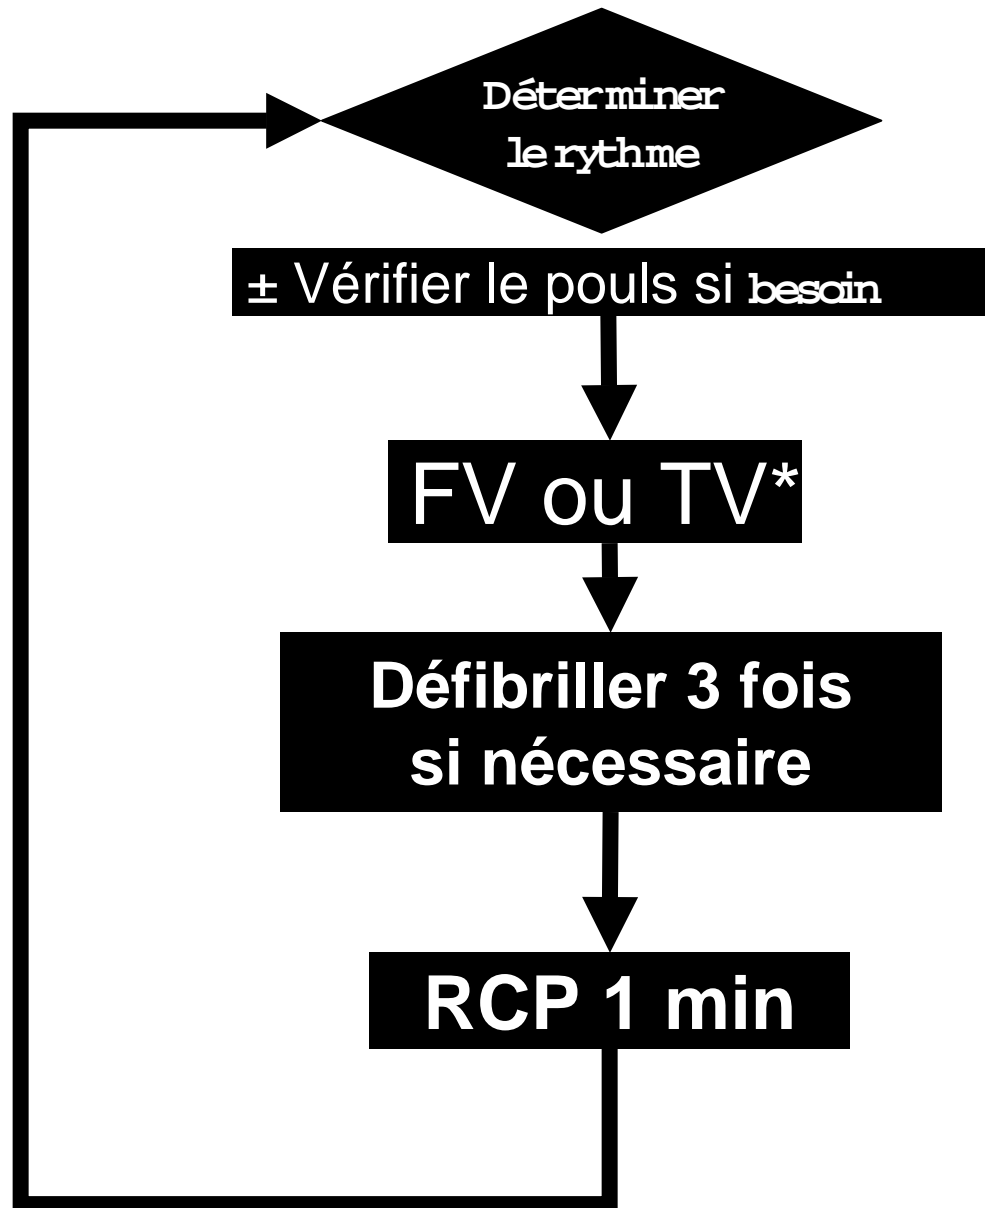 Déterminer
le rythme
± Vérifier le pouls si besoin
FV ou TV*
Défibriller 3 fois
si nécessaire
RCP 1 min